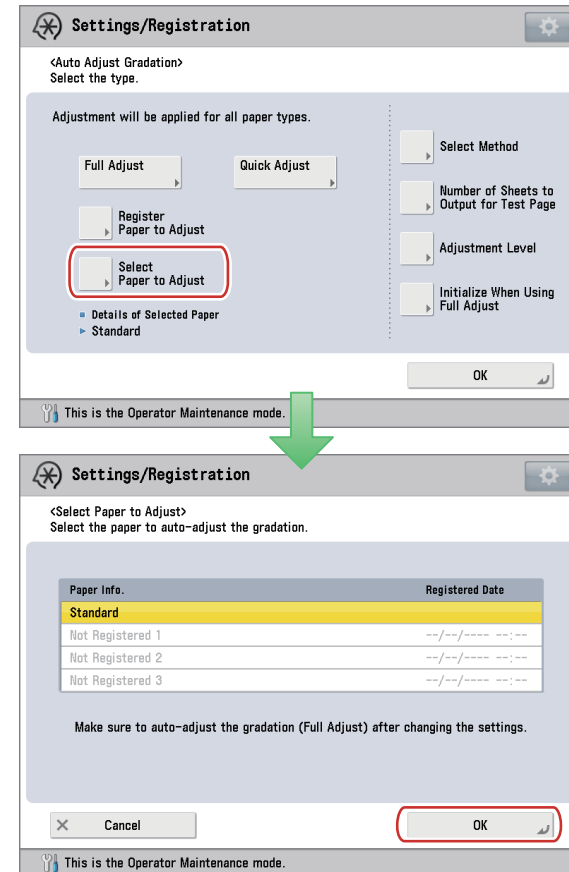 Settings/Registration
<Auto Adjust Gradation>
Select the type.
Adjustment will be applied for all paper types.
Full Adjust
Quick Adjust
Register
Paper to Adjust
Select
Paper to Adjust
Details of Selected Paper
Standard
Select Method
Number of Sheets to
Output for Test Page
Adjustment Level
Initialize When Using
Full Adjust
OK
This is the Operator Maintenance mode.
Settings/Registration
<Select Paper to Adjust>
Select the paper to auto-adjust the gradation.
Paper Info. Registered Date
Standard
Not Registered 1 --/--/---- --:--
Not Registered 2 --/--/---- --:--
Not Registered 3 --/--/---- --:--
Make sure to auto-adjust the gradation (Full Adjust) after changing the settings.
Cancel
OK
This is the Operator Maintenance mode.